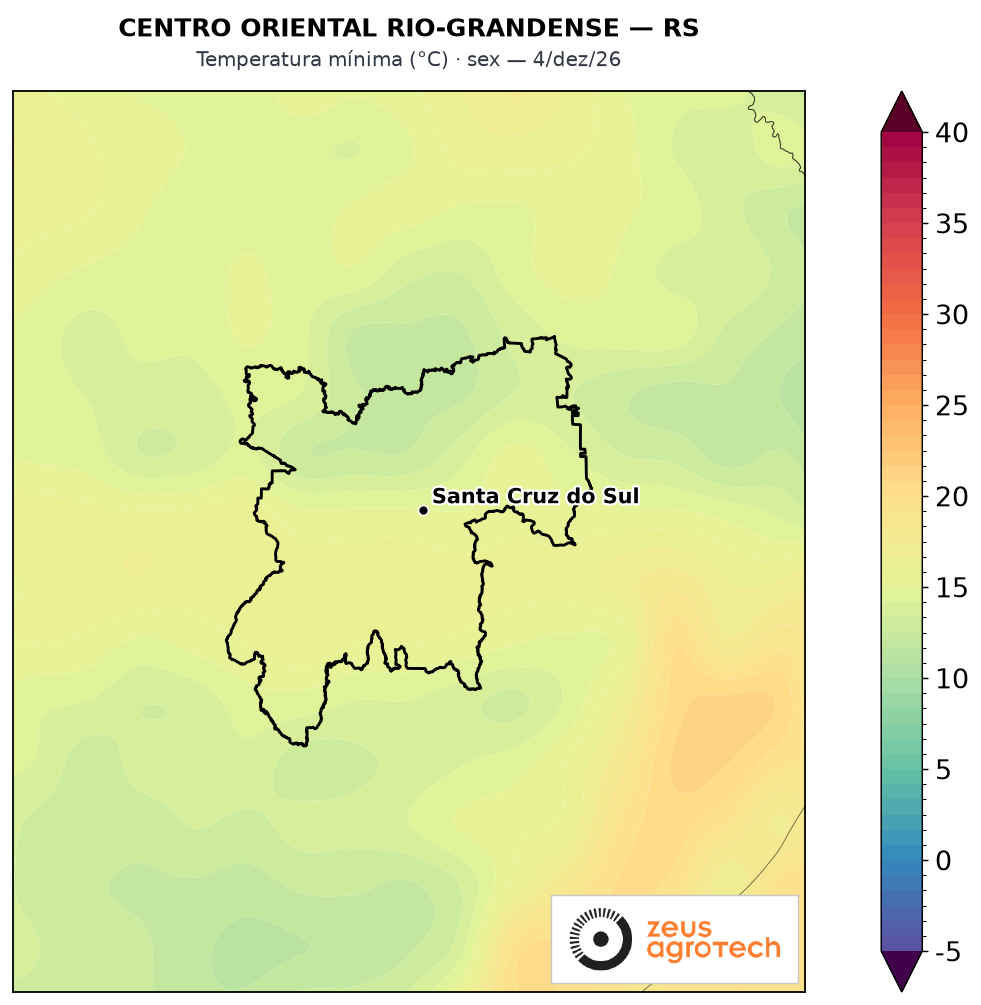 CENTRO ORIENTAL RIO-GRANDENSE — RS
Temperatura mínima (°C) · sex — 4/dez/26
40
35
30
25
20
15
10
5
0
-5
Santa Cruz do Sul
zeus
agrotech